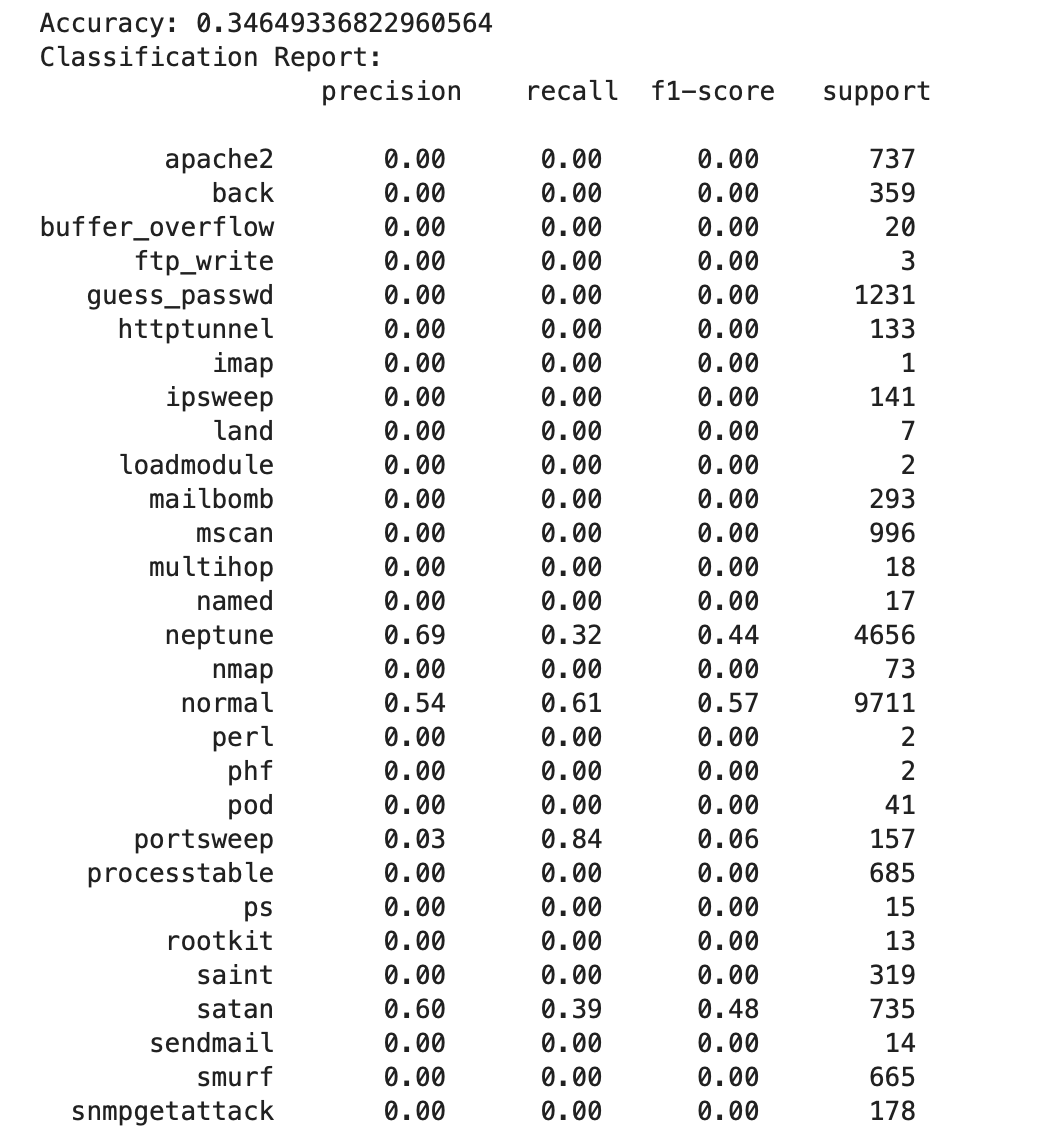 Accuracy: 0.34649336822960564
Classification Report:
precision recall f1-score support
apache2 0.00 0.00 0.00 737
back 0.00 0.00 0.00 359
buffer_overflow 0.00 0.00 0.00 20
ftp_write 0.00 0.00 0.00 3
guess_passwd 0.00 0.00 0.00 1231
httptunnel 0.00 0.00 0.00 133
imap 0.00 0.00 0.00 1
ipsweep 0.00 0.00 0.00 141
land 0.00 0.00 0.00 7
loadmodule 0.00 0.00 0.00 2
mailbomb 0.00 0.00 0.00 293
mscan 0.00 0.00 0.00 996
multihop 0.00 0.00 0.00 18
named 0.00 0.00 0.00 17
neptune 0.69 0.32 0.44 4656
nmap 0.00 0.00 0.00 73
normal 0.54 0.61 0.57 9711
perl 0.00 0.00 0.00 2
phf 0.00 0.00 0.00 2
pod 0.00 0.00 0.00 41
portsweep 0.03 0.84 0.06 157
processtable 0.00 0.00 0.00 685
ps 0.00 0.00 0.00 15
rootkit 0.00 0.00 0.00 13
saint 0.00 0.00 0.00 319
satan 0.60 0.39 0.48 735
sendmail 0.00 0.00 0.00 14
smurf 0.00 0.00 0.00 665
snmpgetattack 0.00 0.00 0.00 178